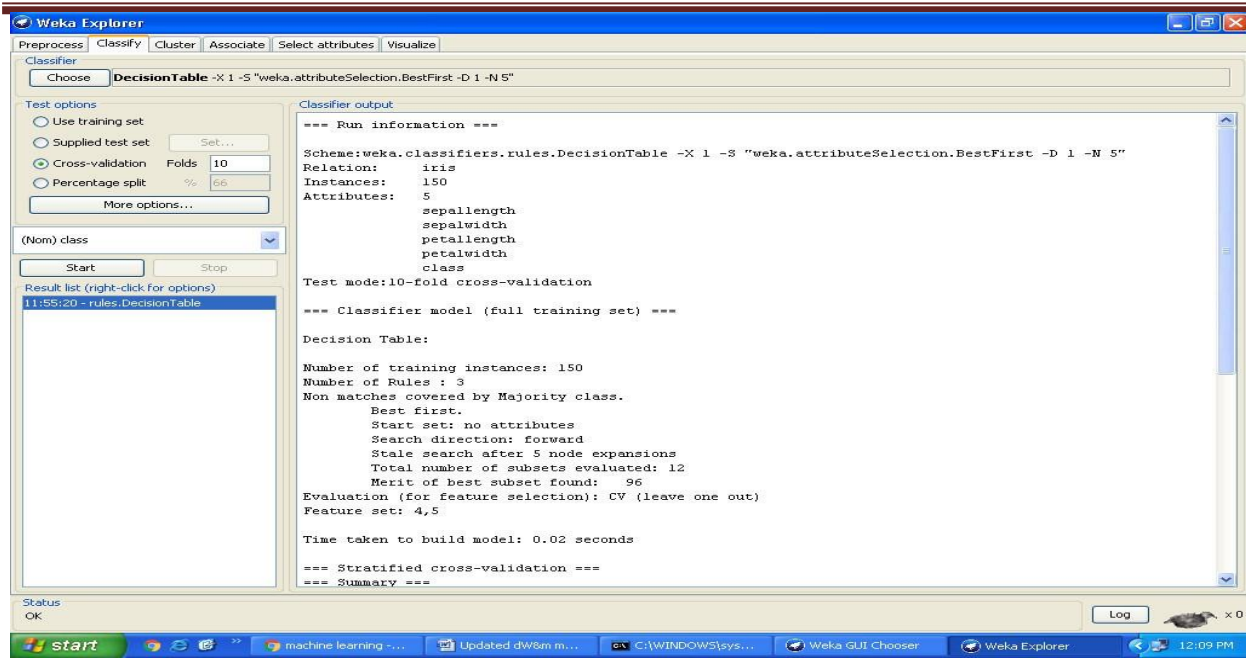 Weka Explorer
Preprocess Classify Cluster Associate Select attributes Visualize
Classifier
Choose DecisionTable -X 1 -S "weka.attributeSelection.BestFirst -D 1 -N 5"
Test options
Use training set
Supplied test set Set...
Cross-validation Folds 10
Percentage split % 66
More options...
(Nom) class
Start Stop
Result list (right-click for options)
11:55:20 - rules.DecisionTable
Classifier output
=== Run information ===
Scheme:weka.classifiers.rules.DecisionTable -X 1 -S "weka.attributeSelection.BestFirst -D 1 -N 5"
Relation: iris
Instances: 150
Attributes: 5
sepallength
sepalwidth
petallength
petalwidth
class
Test mode:10-fold cross-validation
=== Classifier model (full training set) ===
Decision Table:
Number of training instances: 150
Number of Rules : 3
Non matches covered by Majority class.
Best first.
Start set: no attributes
Search direction: forward
Stale search after 5 node expansions
Total number of subsets evaluated: 12
Merit of best subset found: 96
Evaluation (for feature selection): CV (leave one out)
Feature set: 4,5
Time taken to build model: 0.02 seconds
=== Stratified cross-validation ===
=== Summary ===
Status
OK
Log x 0
start machine learning -... Updated dW&m m... C:\WINDOWS\sys... Weka GUI Chooser Weka Explorer 12:09 PM